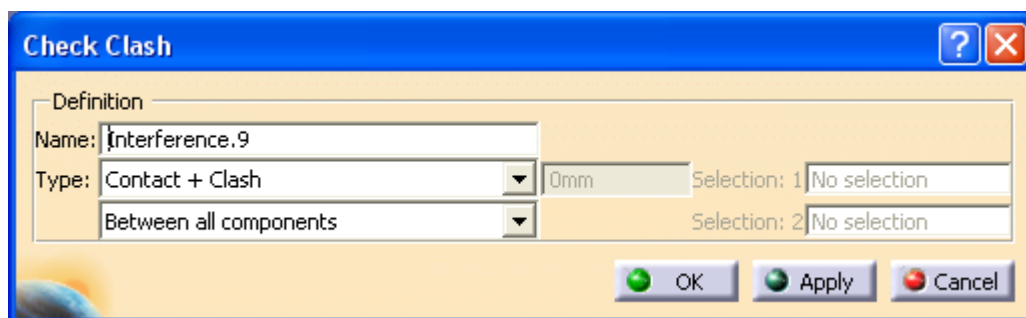 Check Clash
Definition
Name: Interference.9
Type: Contact + Clash 0mm Selection: 1 No selection
Between all components Selection: 2 No selection
OK Apply Cancel